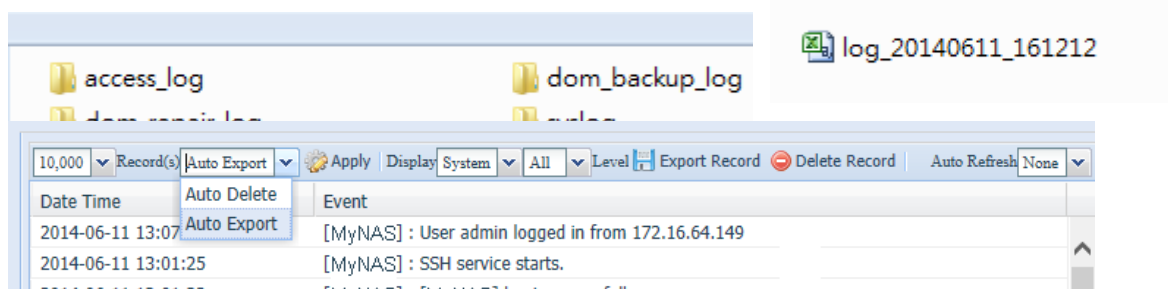 access_log
dom_backup_log
log_20140611_161212
dom_repair_log
syslog
10,000 Record(s) Auto Export Apply Display System All Level Export Record Delete Record Auto Refresh None
Auto Delete
Auto Export
Date Time Event
2014-06-11 13:07 [MyNAS] : User admin logged in from 172.16.64.149
2014-06-11 13:01:25 [MyNAS] : SSH service starts.